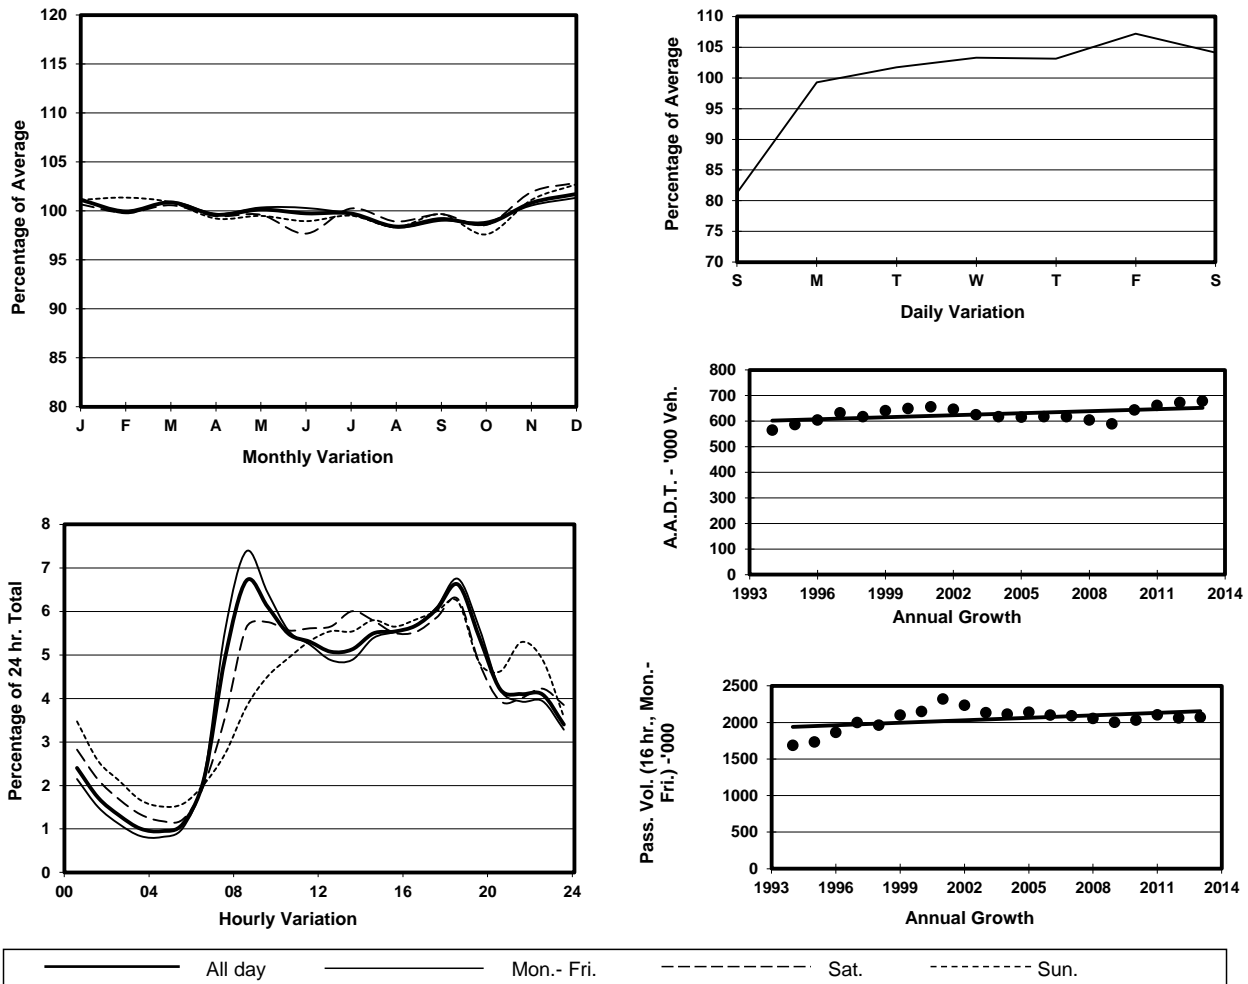 120
115
110
105
100
95
90
85
80
Percentage of Average
J F M A M J J A S O N D
Monthly Variation
110
105
100
95
90
85
80
75
70
Percentage of Average
S M T W T F S
Daily Variation
800
700
600
500
400
300
200
100
0
A.A.D.T. - '000 Veh.
1993 1996 1999 2002 2005 2008 2011 2014
Annual Growth
8
7
6
5
4
3
2
1
0
Percentage of 24 hr. Total
00 04 08 12 16 20 24
Hourly Variation
2500
2000
1500
1000
500
0
Pass. Vol. (16 hr., Mon.-
Fri.) -'000
1993 1996 1999 2002 2005 2008 2011 2014
Annual Growth
All day Mon.- Fri. Sat. Sun.